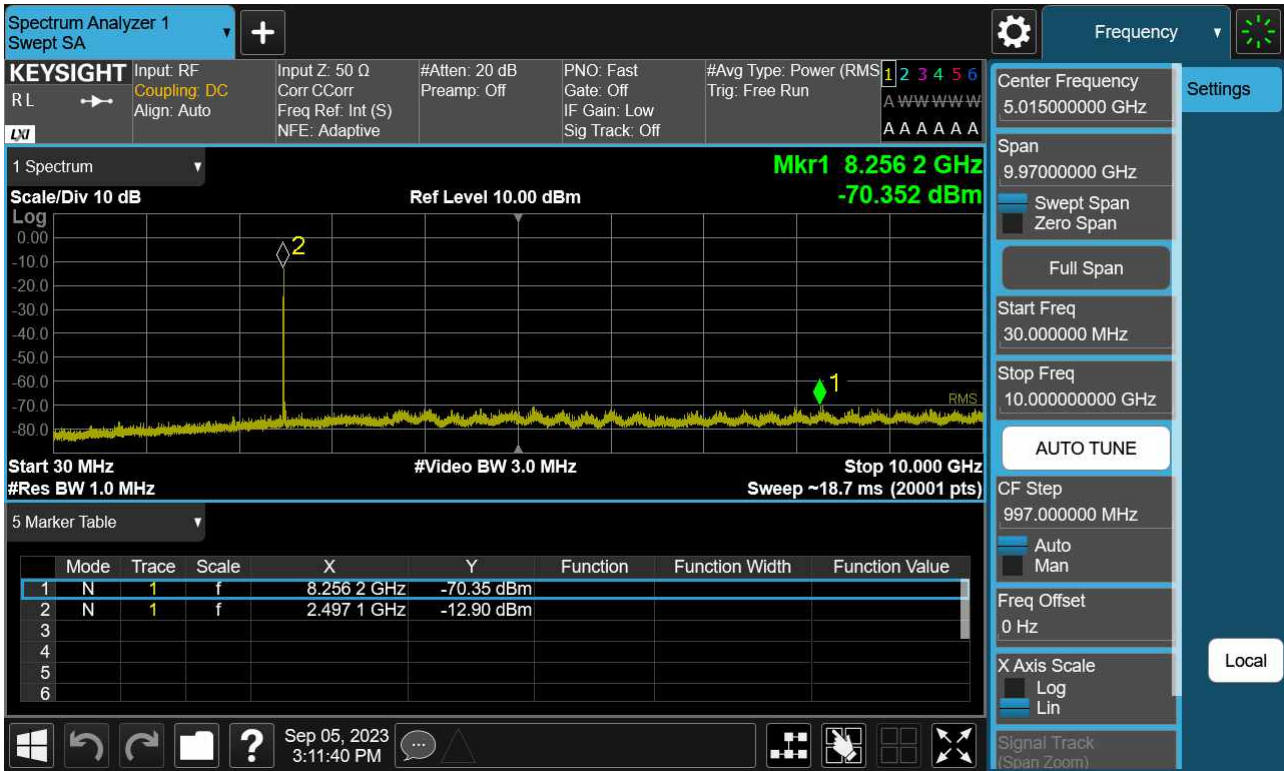 Spectrum Analyzer 1
Swept SA
+
Frequency
KEYSIGHT
R L
LXI
Input: RF
Coupling: DC
Align: Auto
Input Z: 50 Ω
Corr CCorr
Freq Ref: Int (S)
NFE: Adaptive
#Atten: 20 dB
Preamp: Off
PNO: Fast
Gate: Off
IF Gain: Low
Sig Track: Off
#Avg Type: Power (RMS
Trig: Free Run
1 2 3 4 5 6
A W W W W W
A A A A A A
1 Spectrum
Mkr1 8.256 2 GHz
-70.352 dBm
Scale/Div 10 dB
Ref Level 10.00 dBm
Log
0.00
-10.0
-20.0
-30.0
-40.0
-50.0
-60.0
-70.0
-80.0
2
1
RMS
Start 30 MHz
#Video BW 3.0 MHz
Stop 10.000 GHz
#Res BW 1.0 MHz
Sweep ~18.7 ms (20001 pts)
5 Marker Table
Mode Trace Scale X Y Function Function Width Function Value
1 N 1 f 8.256 2 GHz -70.35 dBm
2 N 1 f 2.497 1 GHz -12.90 dBm
3
4
5
6
?
Sep 05, 2023
3:11:40 PM
Center Frequency
5.015000000 GHz
Span
9.97000000 GHz
Swept Span
Zero Span
Full Span
Start Freq
30.000000 MHz
Stop Freq
10.000000000 GHz
AUTO TUNE
CF Step
997.000000 MHz
Auto
Man
Freq Offset
0 Hz
X Axis Scale
Log
Lin
Signal Track
(Span Zoom)
Settings
Local